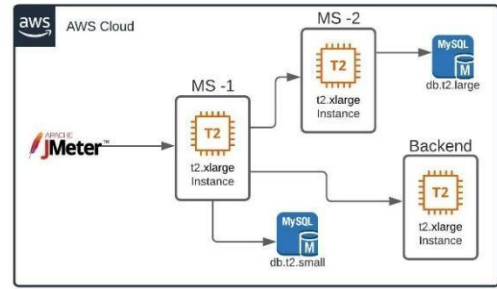 aws
AWS Cloud
MS -2
T2
t2.xlarge
Instance
MySQL
M
db.t2.large
MS -1
T2
t2.xlarge
Instance
APACHE
JMeter™
Backend
T2
t2.xlarge
Instance
MySQL
M
db.t2.small